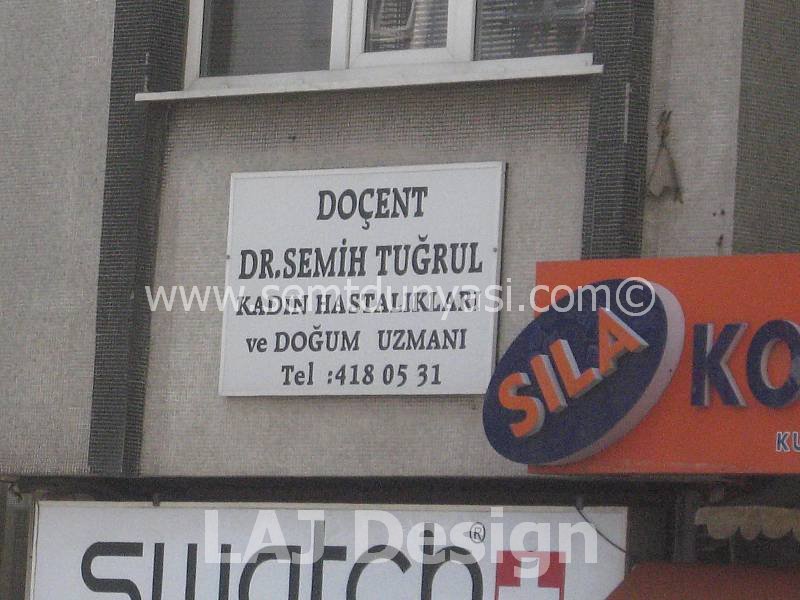 DOÇENT
DR.SEMİH TUĞRUL
KADIN HASTALIKLARI
ve DOĞUM UZMANI
Tel :418 05 31
www.semtdunyasi.com©
SILA
swatch®
LAJ Design